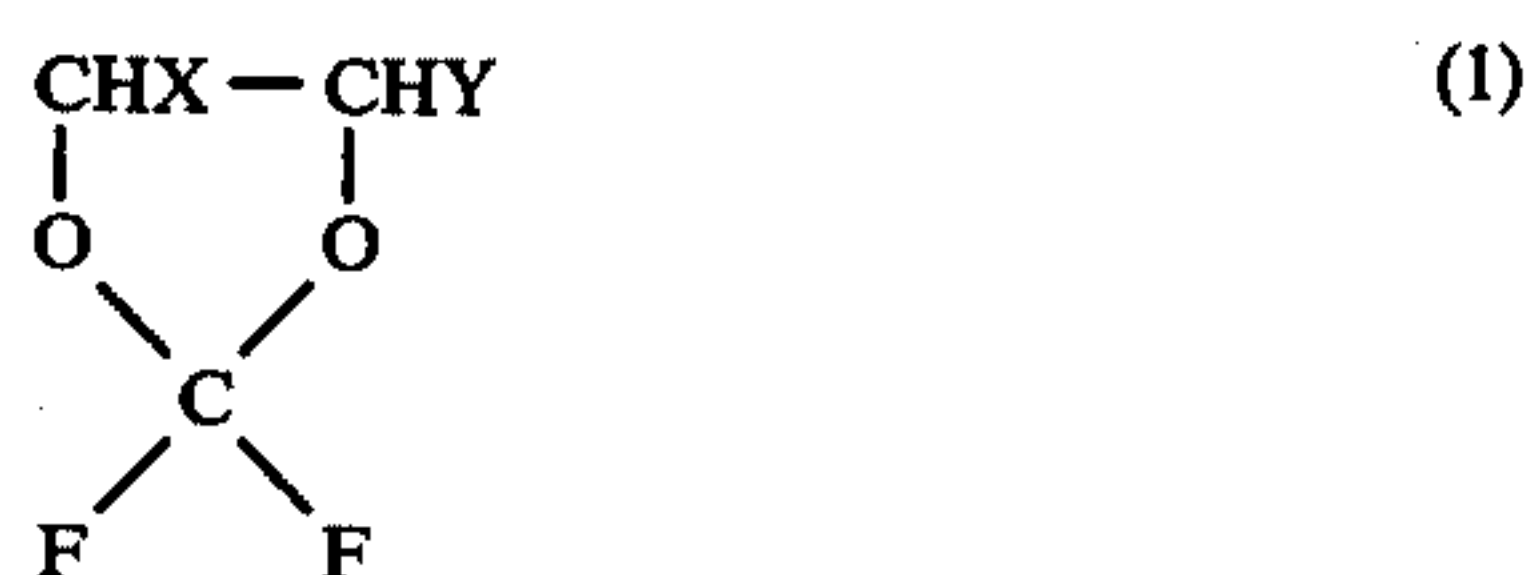 CHX — CHY (1)
O O
C
F F